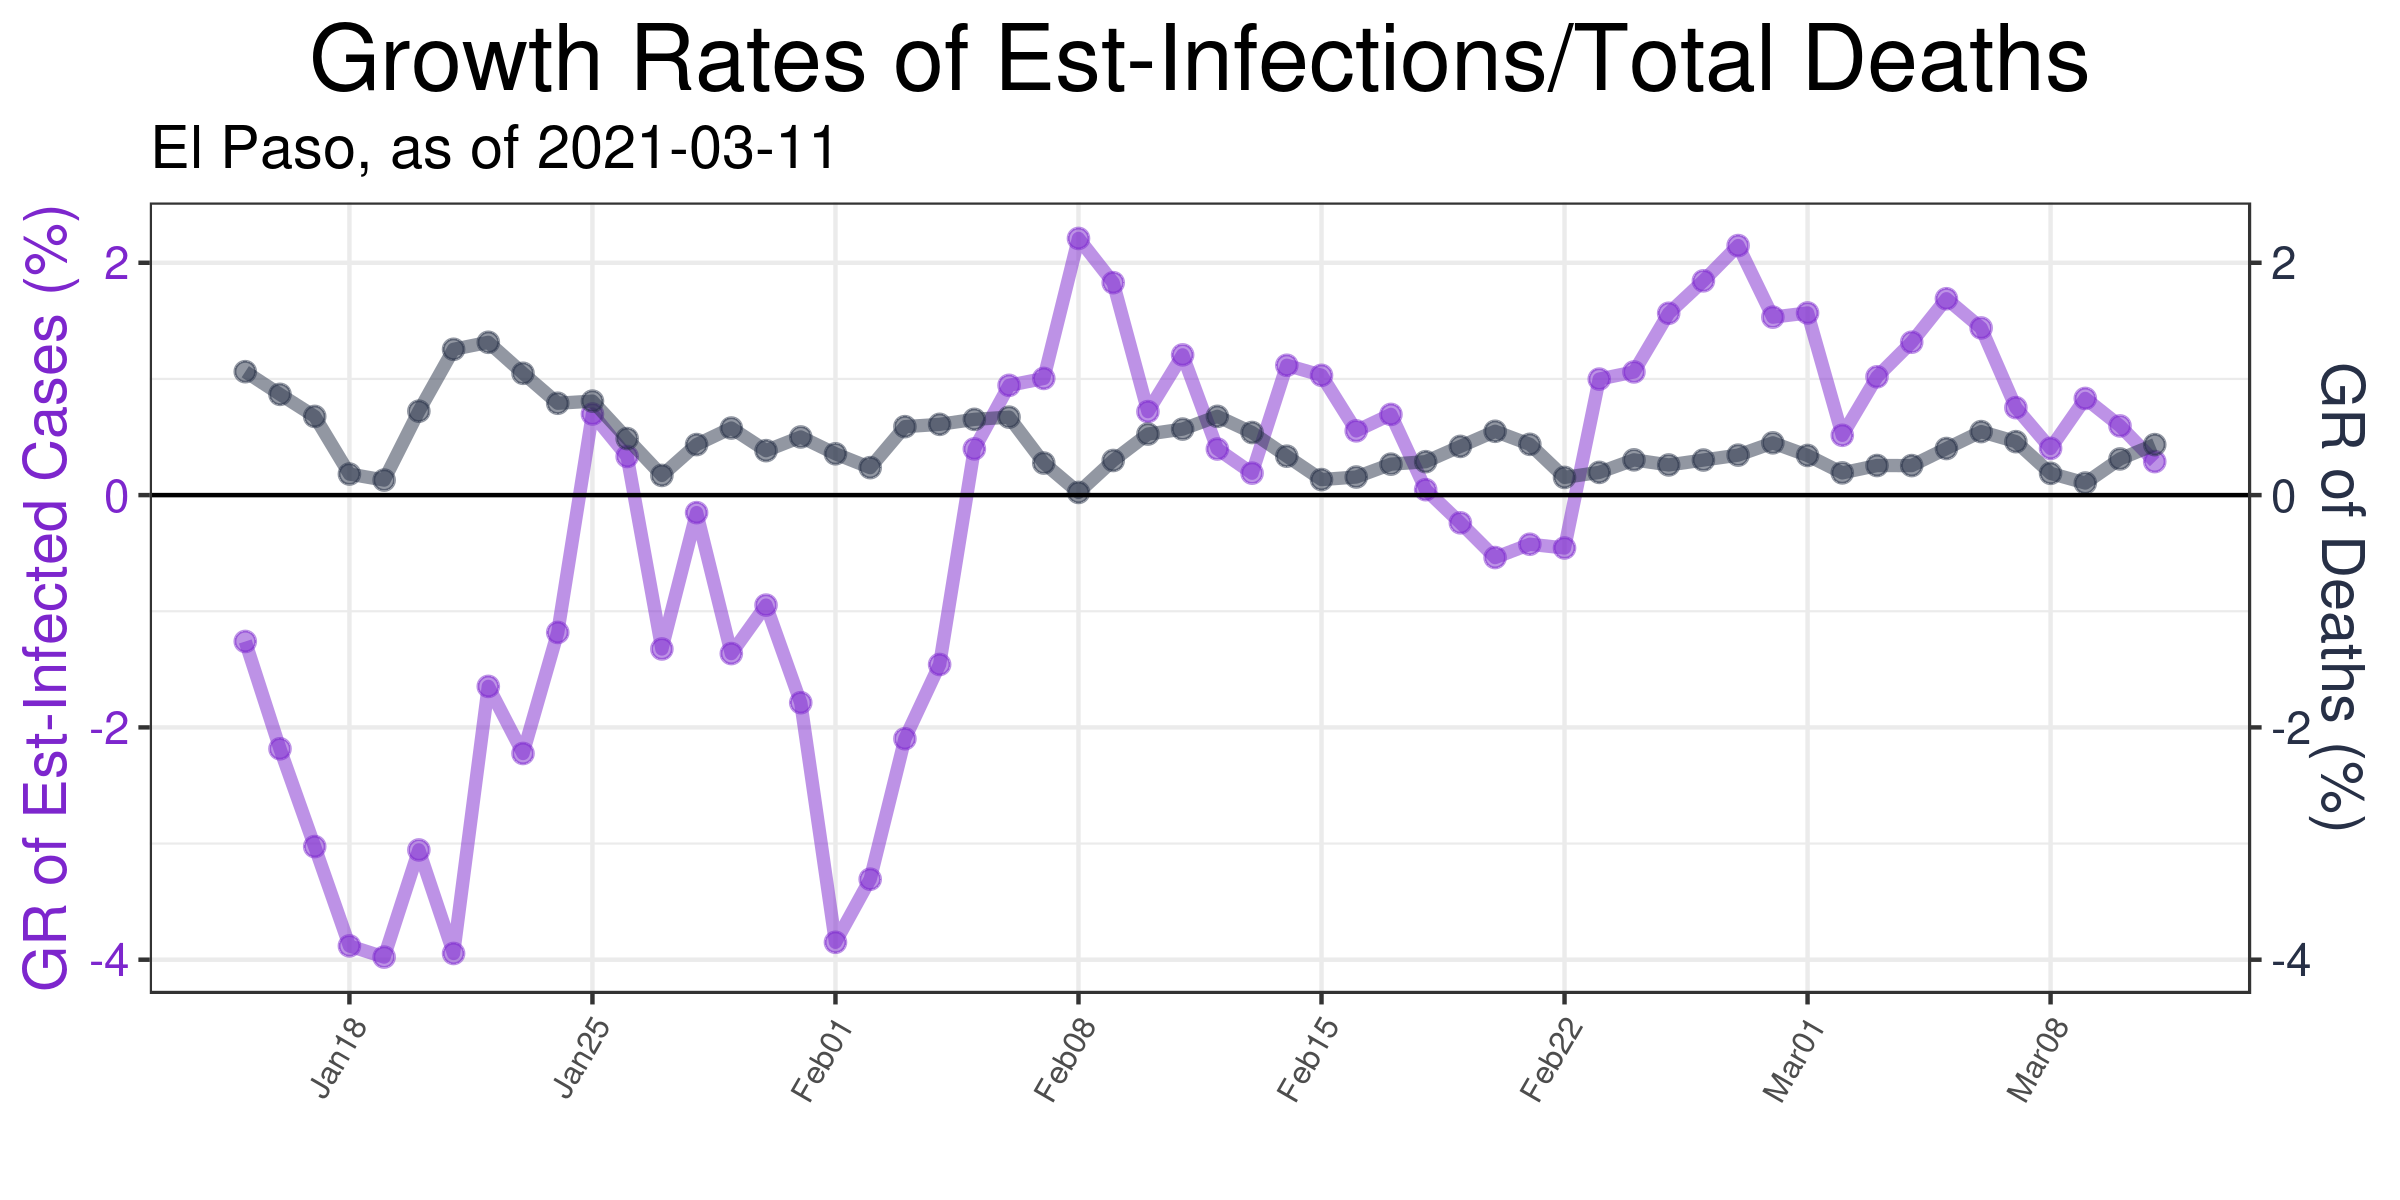 Growth Rates of Est-Infections/Total Deaths
El Paso, as of 2021-03-11
GR of Est-Infected Cases (%)
2
0
-2
-4
2
0
-2
-4
GR of Deaths (%)
Jan18
Jan25
Feb01
Feb08
Feb15
Feb22
Mar01
Mar08